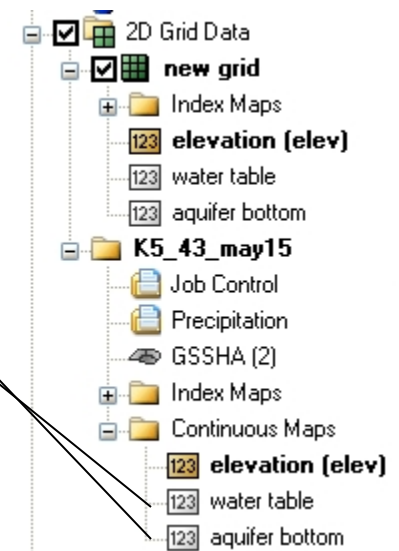 2D Grid Data
new grid
Index Maps
123 elevation (elev)
123 water table
123 aquifer bottom
K5_43_may15
Job Control
Precipitation
GSSHA (2)
Index Maps
Continuous Maps
123 elevation (elev)
123 water table
123 aquifer bottom